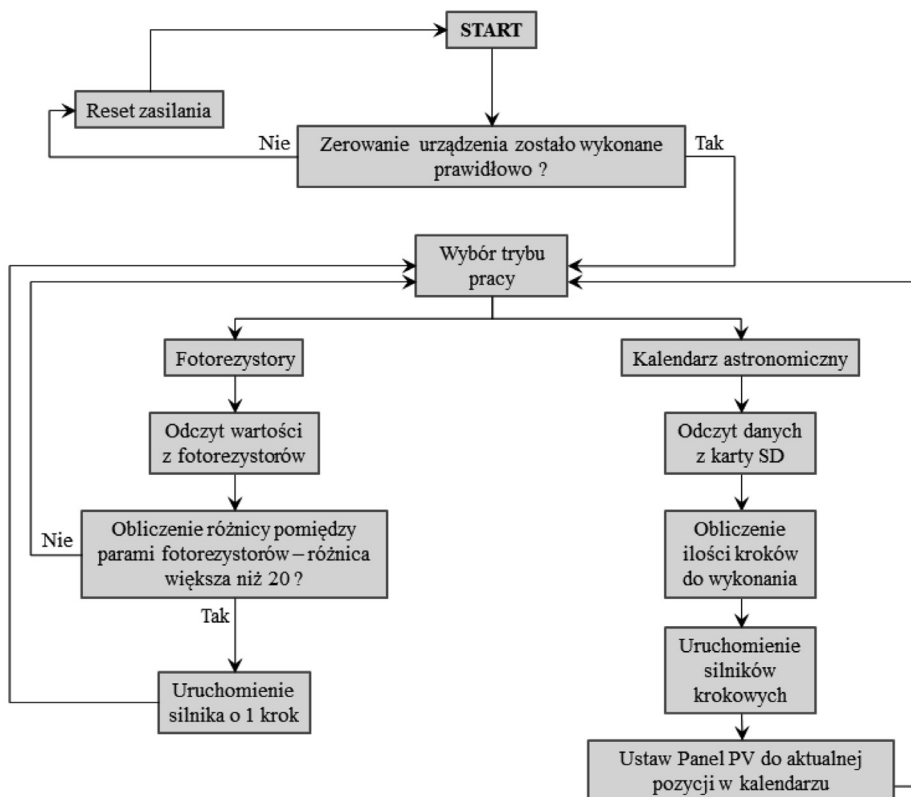 START
Reset zasilania
Nie
Zerowanie urządzenia zostało wykonane
prawidłowo ?
Tak
Wybór trybu
pracy
Fotorezystory
Kalendarz astronomiczny
Odczyt wartości
z fotorezystorów
Odczyt danych
z karty SD
Nie
Obliczenie różnicy pomiędzy
parami fotorezystorów – różnica
większa niż 20 ?
Obliczenie
ilości kroków
do wykonania
Tak
Uruchomienie
silnika o 1 krok
Uruchomienie
silników
krokowych
Ustaw Panel PV do aktualnej
pozycji w kalendarzu